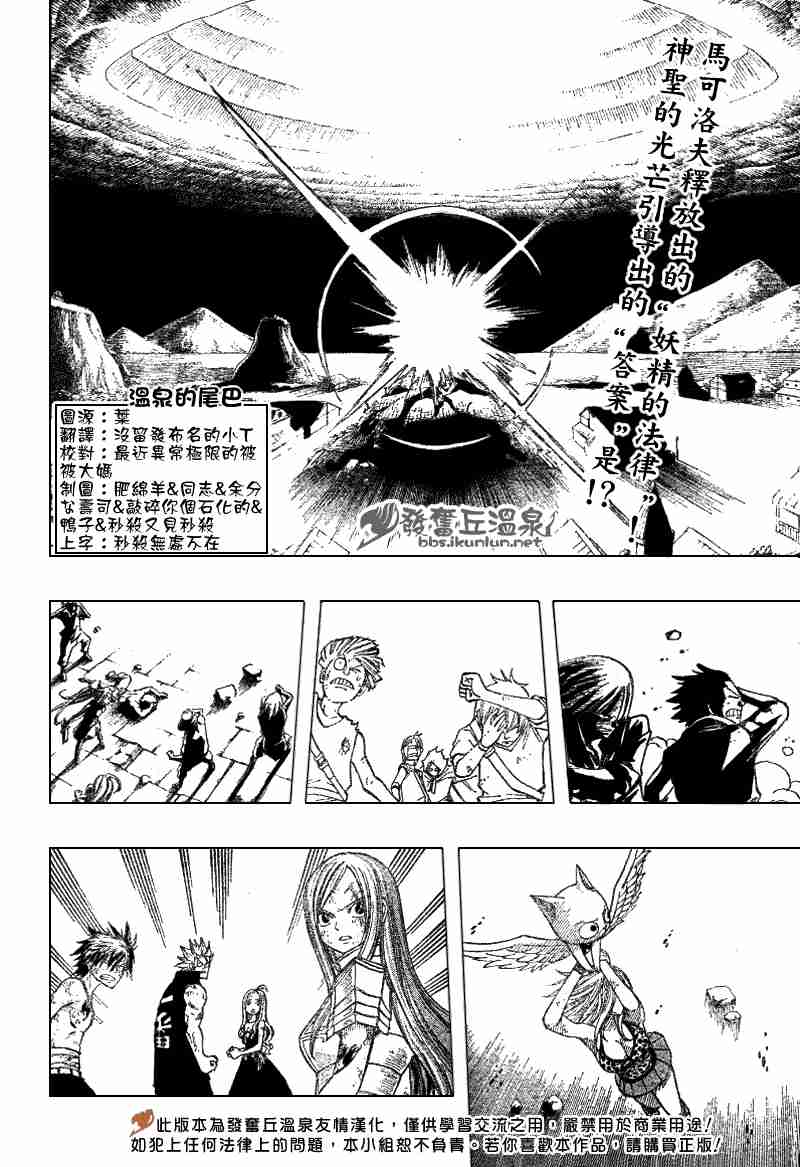 馬可洛夫釋放出的“妖精的法律”！
神聖的光芒引導出的“答案”是！？
溫泉的尾巴
圖源：葉
翻譯：沒留發布名的小T
校對：最近異常極限的被
被大媽
制圖：肥綿羊&同志&余分
な壽司&敲碎你個石化的&
鴨子&秒殺又見秒殺
上字：秒殺無處不在
發奮丘溫泉
bbs.ikunlun.net
此版本為發奮丘溫泉友情漢化，僅供學習交流之用，嚴禁用於商業用途！
如犯上任何法律上的問題，本小組恕不負責。若你喜歡本作品，請購買正版！